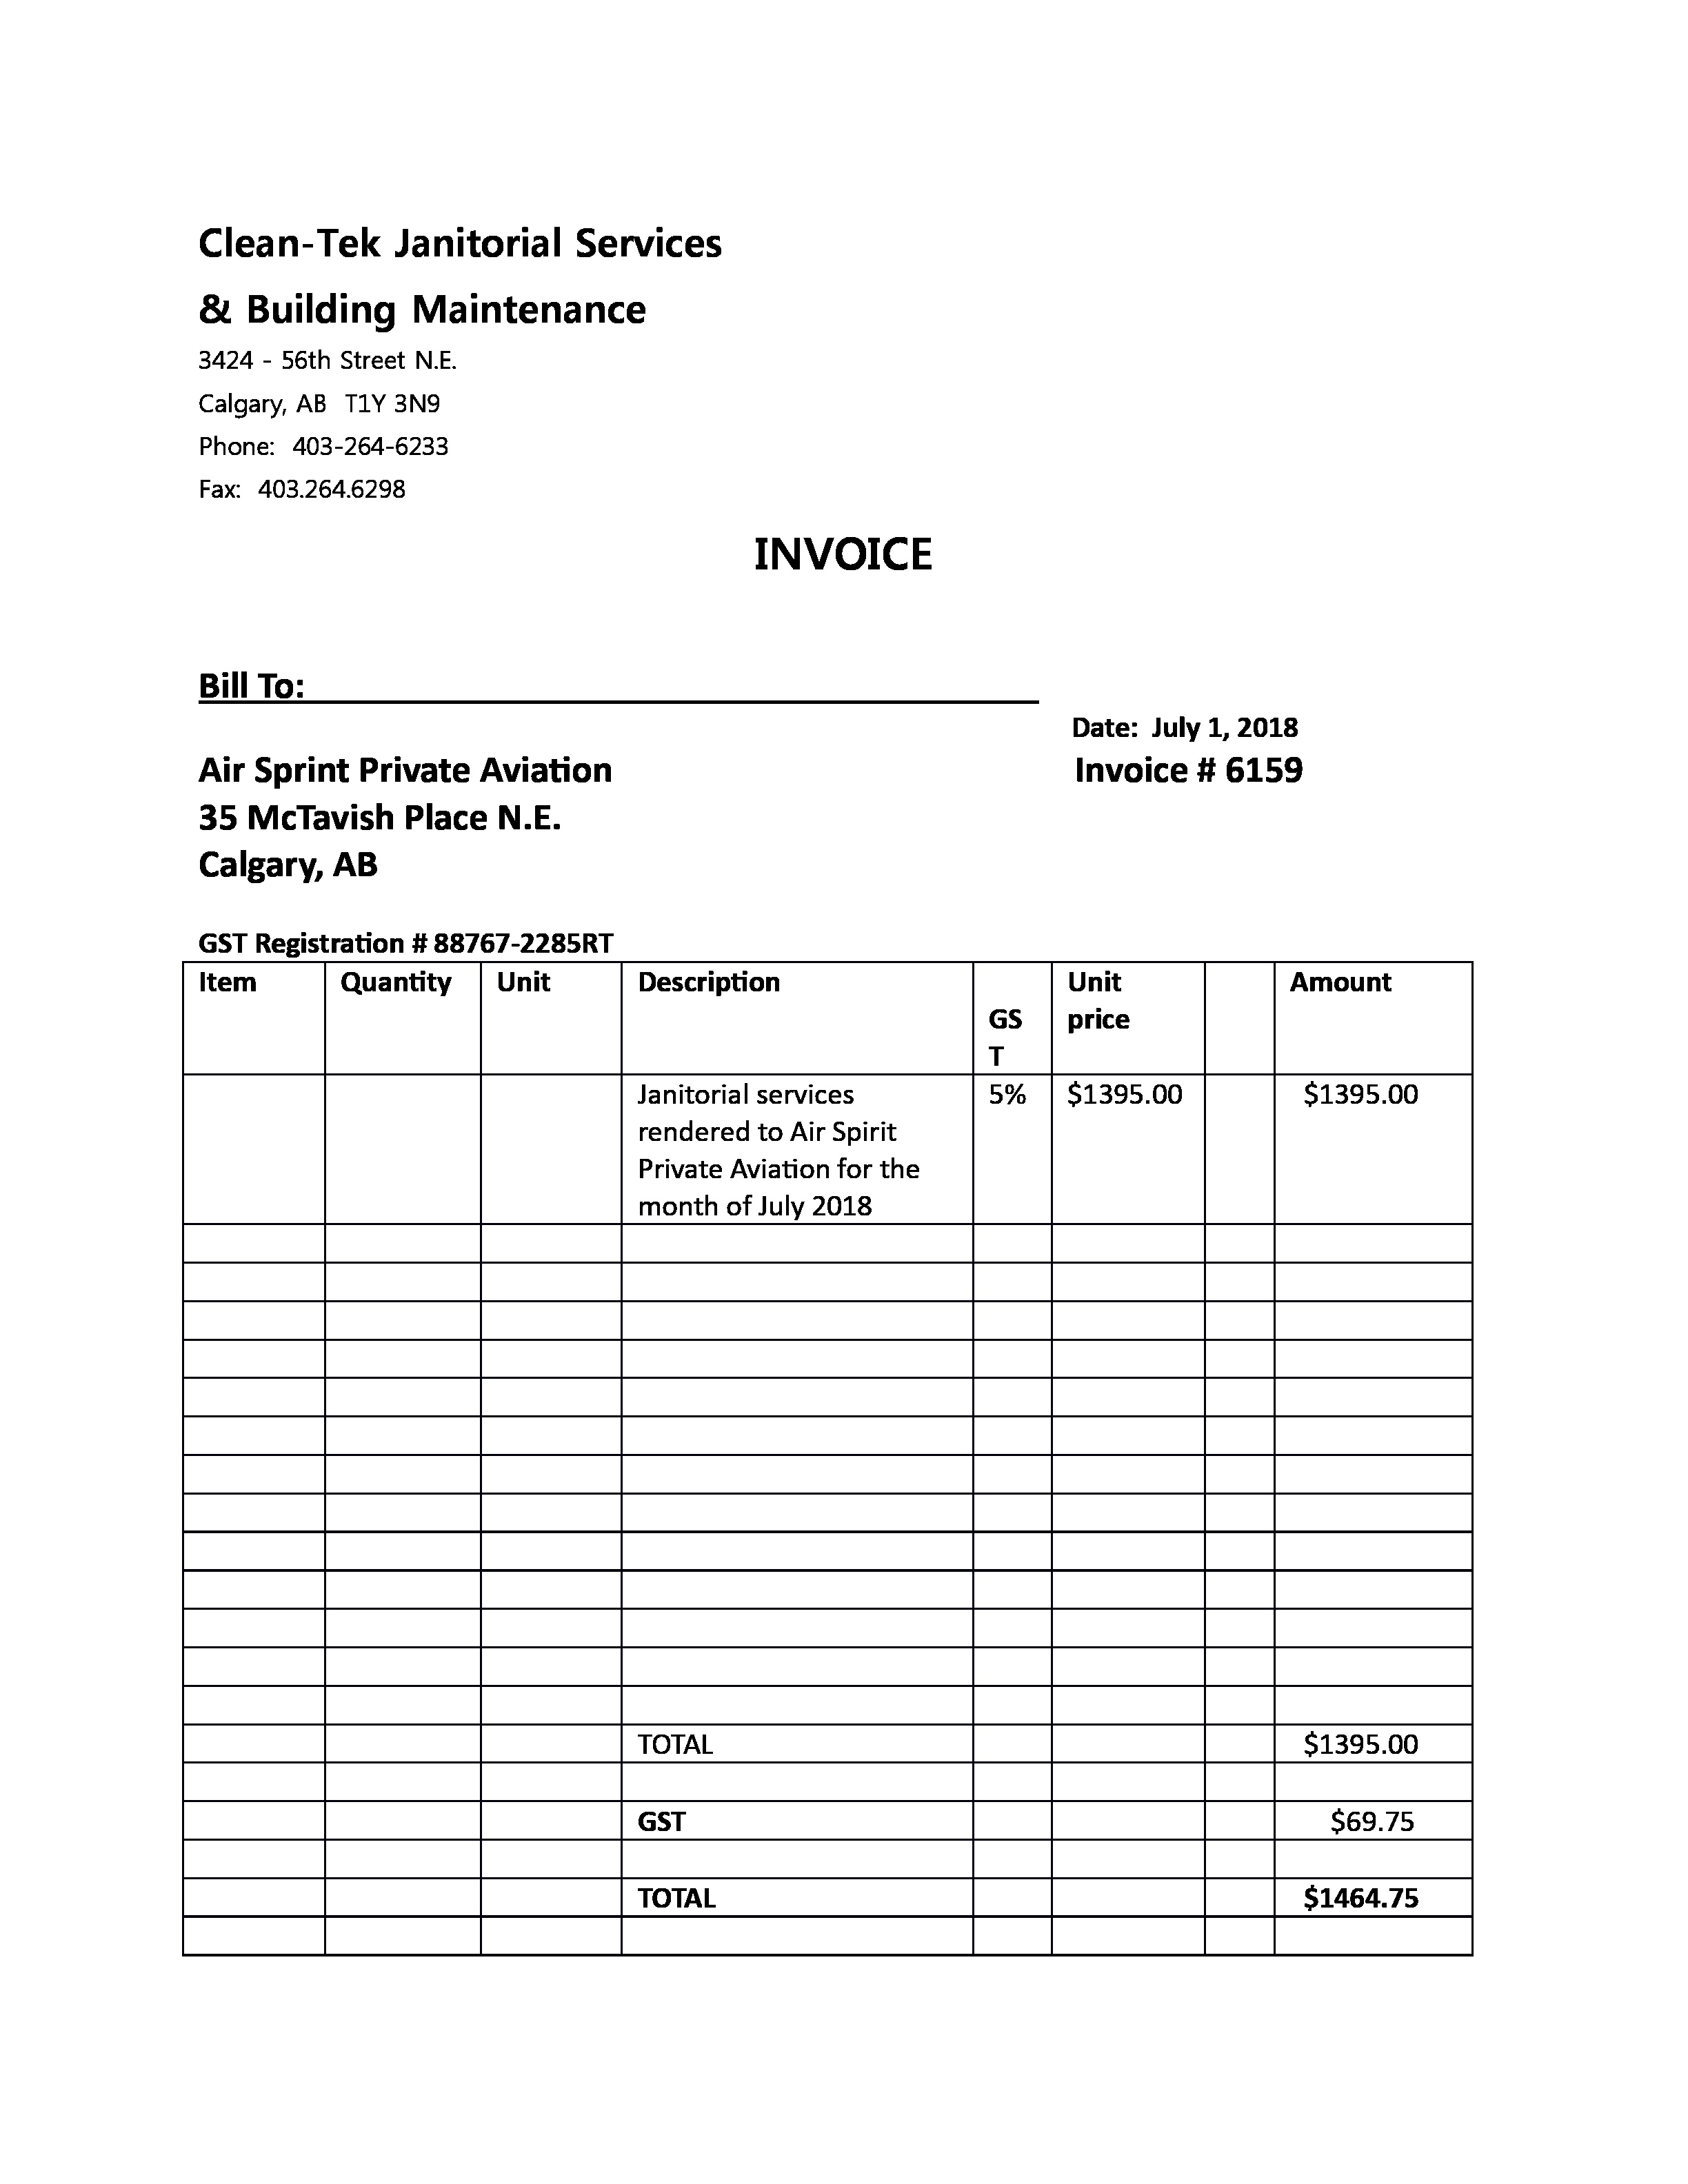 Clean-Tek Janitorial Services
& Building Maintenance
3424 - 56th Street N.E.
Calgary, AB  T1Y 3N9
Phone:  403-264-6233
Fax:  403.264.6298
INVOICE
Bill To:
Date:  July 1, 2018
Air Sprint Private Aviation
Invoice # 6159
35 McTavish Place N.E.
Calgary, AB
GST Registration # 88767-2285RT
Item Quantity Unit Description GS
T Unit
price Amount
Janitorial services
rendered to Air Spirit
Private Aviation for the
month of July 2018
5% $1395.00 $1395.00
TOTAL $1395.00
GST $69.75
TOTAL $1464.75